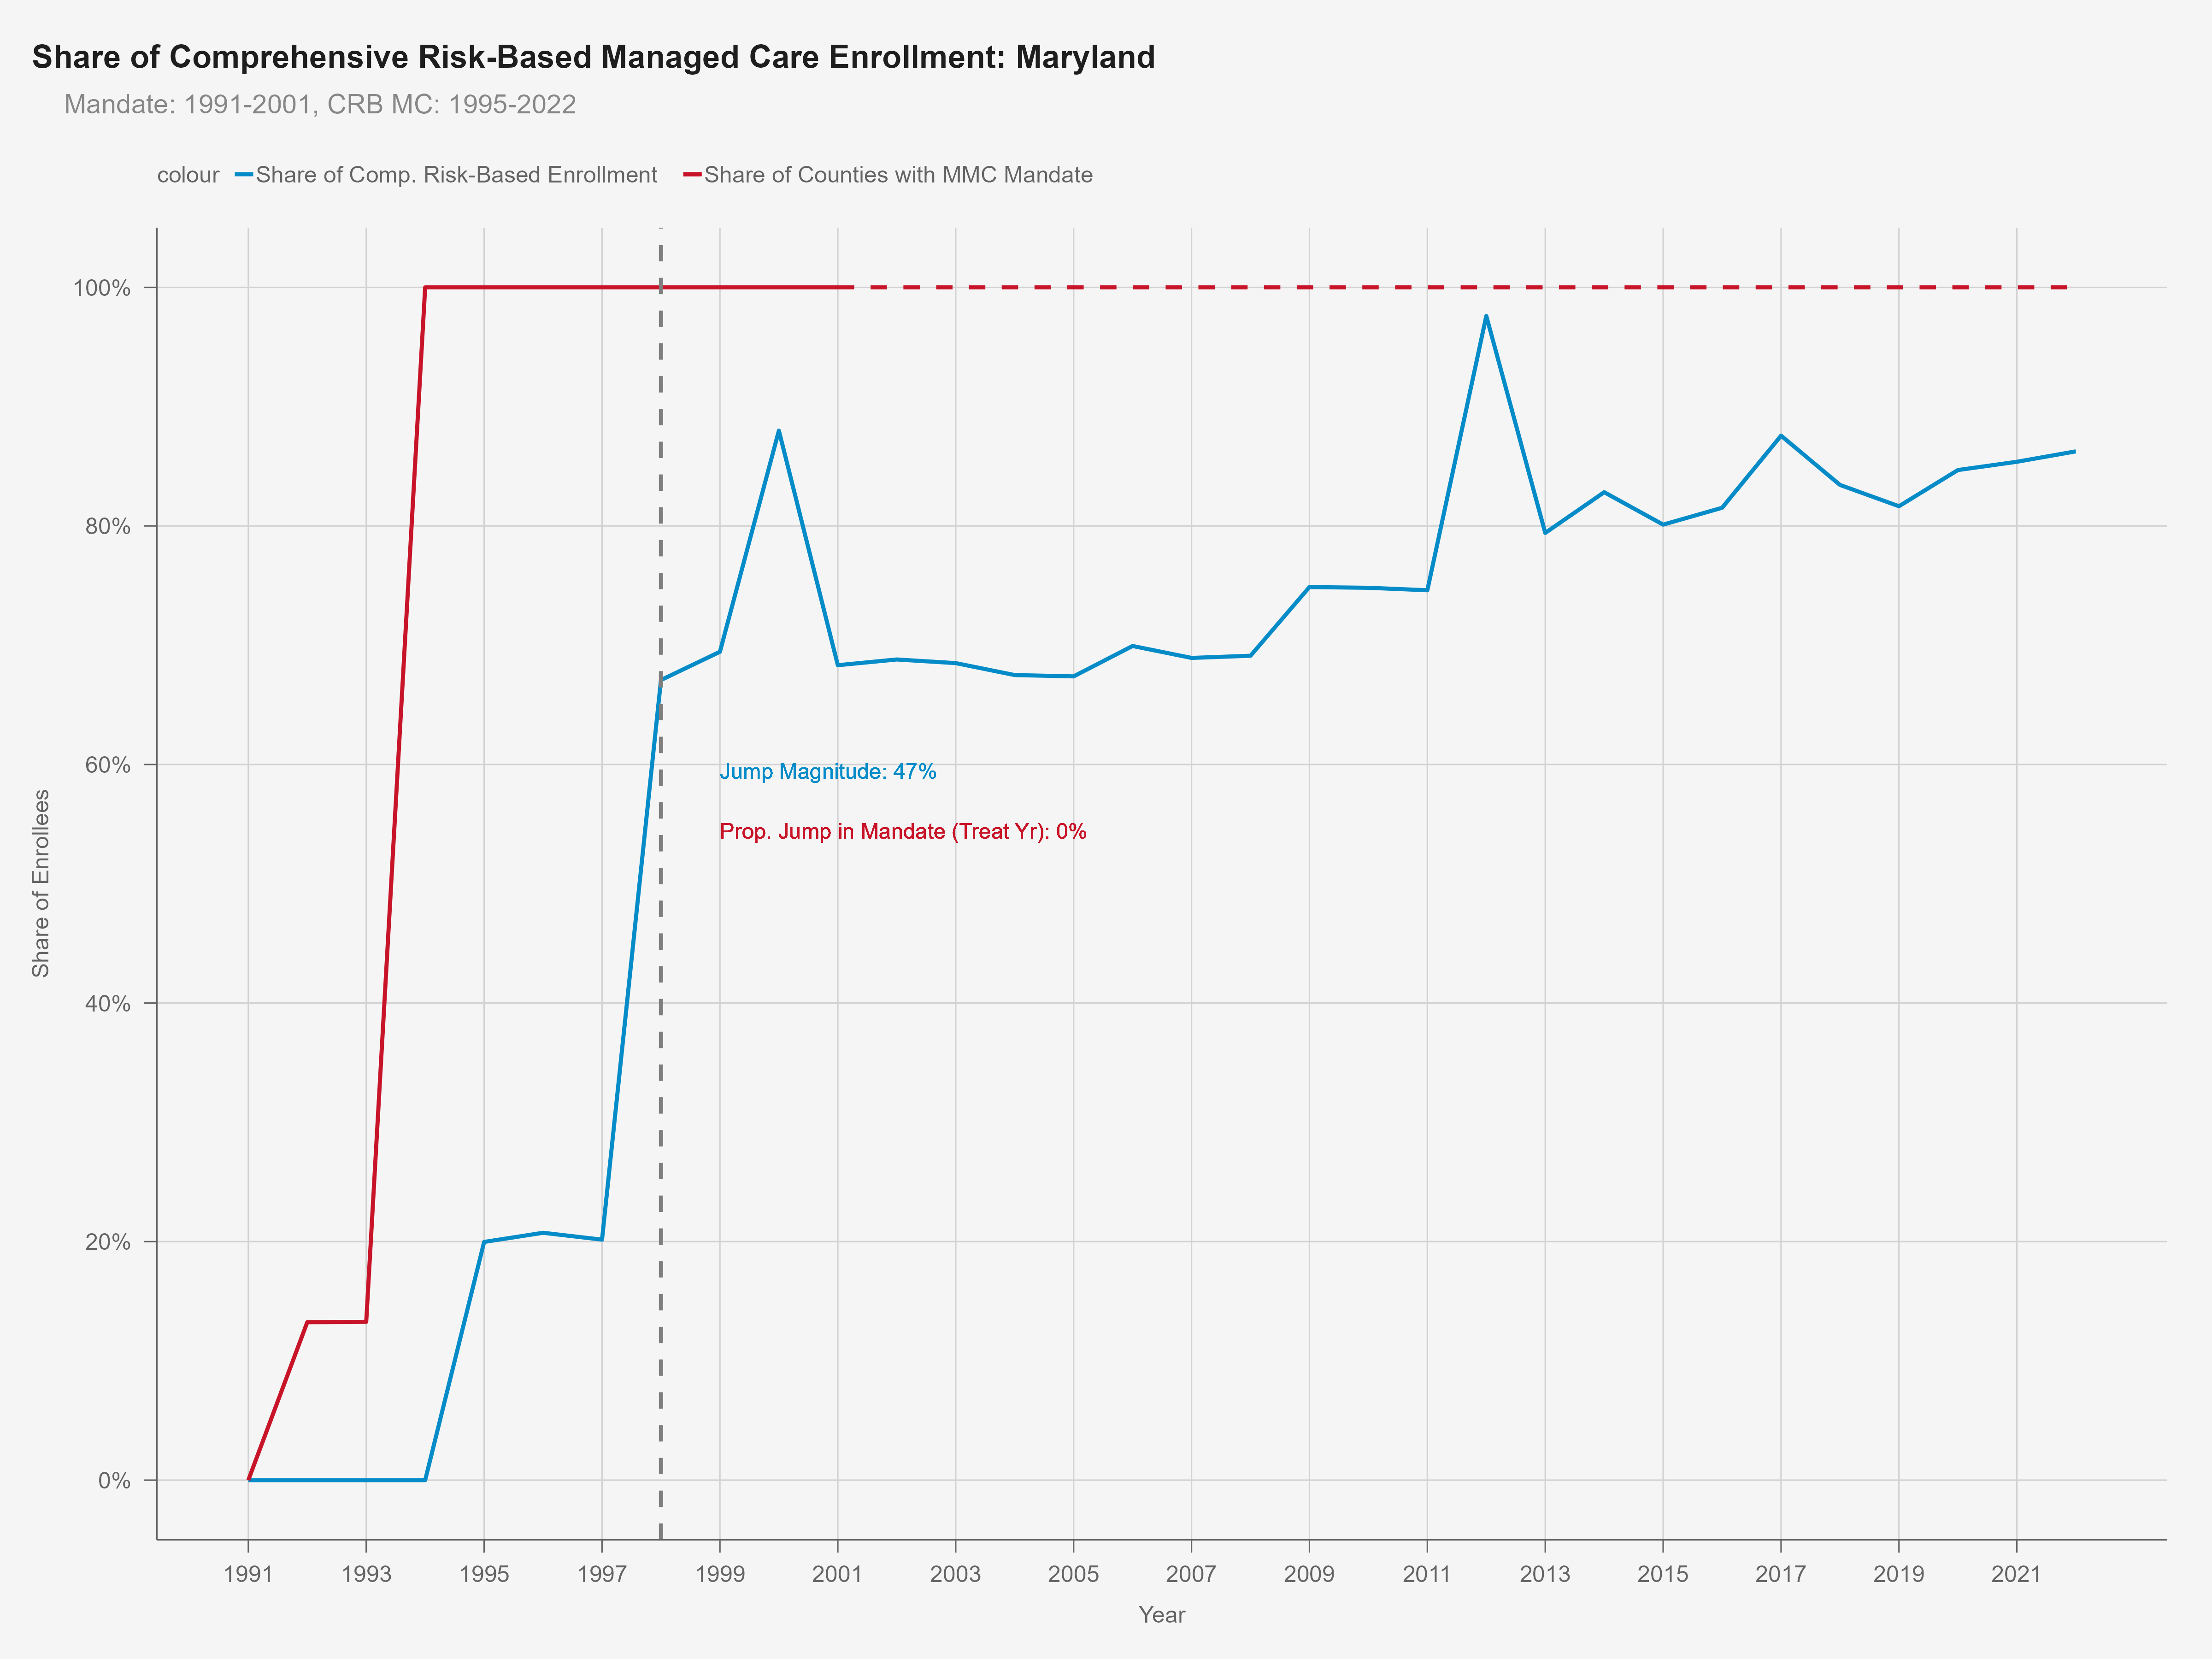 Share of Comprehensive Risk-Based Managed Care Enrollment: Maryland
Mandate: 1991-2001, CRB MC: 1995-2022
colour Share of Comp. Risk-Based Enrollment Share of Counties with MMC Mandate
100%
80%
60%
40%
20%
0%
Share of Enrollees
Jump Magnitude: 47%
Prop. Jump in Mandate (Treat Yr): 0%
1991 1993 1995 1997 1999 2001 2003 2005 2007 2009 2011 2013 2015 2017 2019 2021
Year